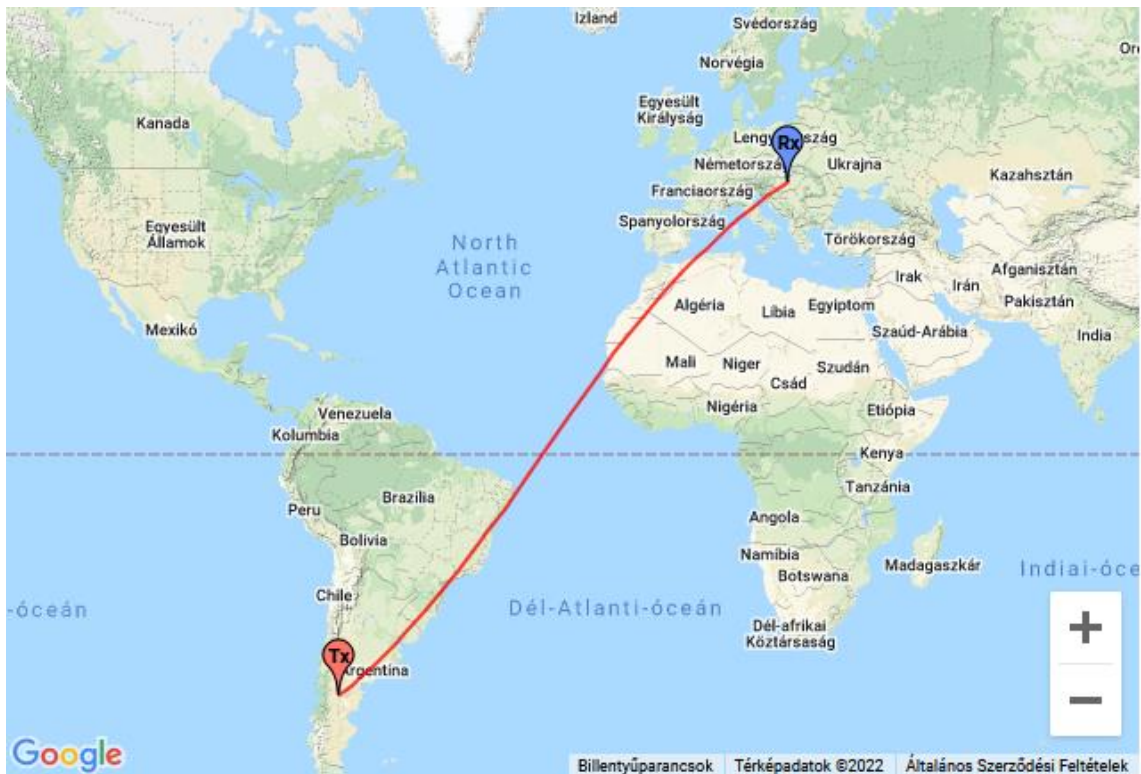 Izland
Svédország
Norvégia
Kanada
Egyesült
Királyság
Rx
Németország
Ukrajna
Kazahsztán
Franciaország
Spanyolország
Egyesült
Államok
North
Atlantic
Ocean
Törökország
Irak
Irán
Afganisztán
Pakisztán
Algéria
Líbia
Egyiptom
Szaúd-Arábia
India
Mexikó
Mali
Niger
Csád
Szudán
Nigéria
Etiópia
Venezuela
Kolumbia
Kenya
Tanzánia
Brazília
Peru
Bolívia
Angola
Namíbia
Botswana
Madagaszkár
Indiai-óce
Chile
-óceán
Dél-Atlanti-óceán
Dél-afrikai
Köztársaság
Tx
Argentína
+
−
Google
Billentyűparancsok Térképadatok ©2022 Általános Szerződési Feltételek